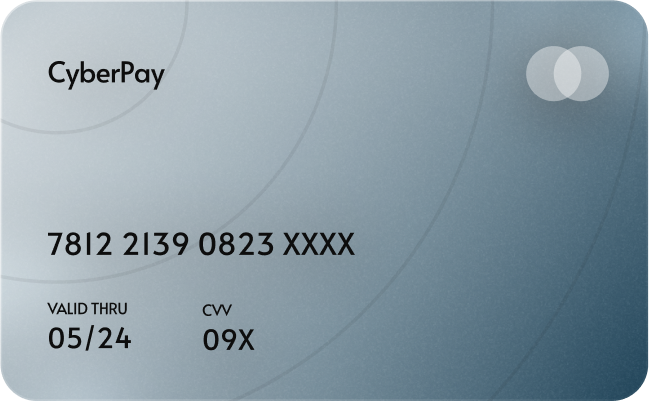 CyberPay
7812 2139 0823 XXXX
VALID THRU
05/24
CVV
09X